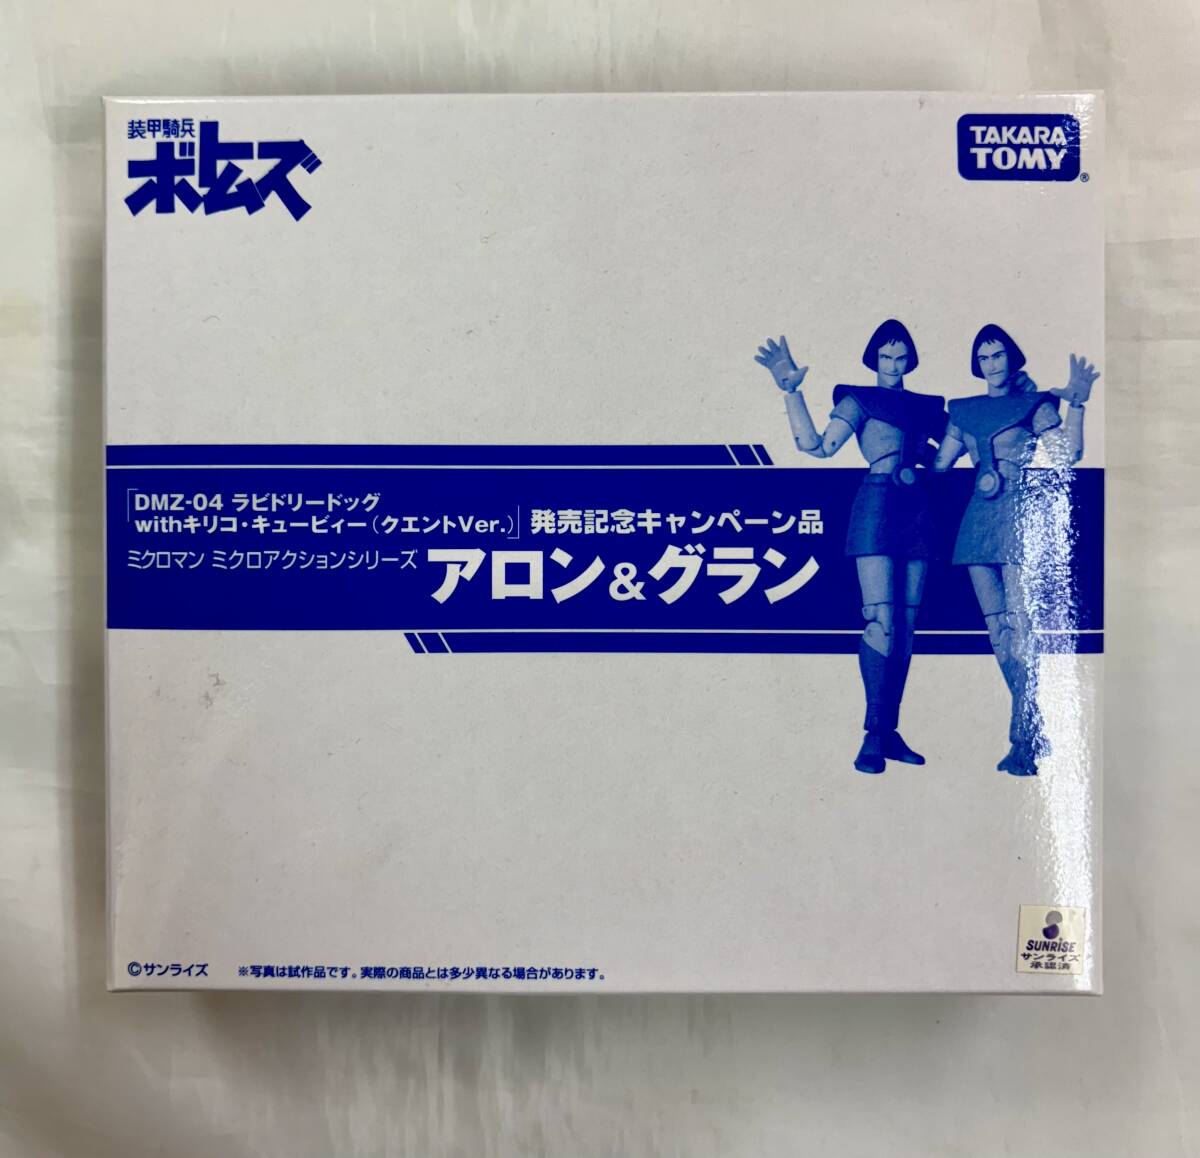 装甲騎兵
ボトムズ
TAKARA
TOMY
®
「DMZ-04 ラビドリードッグ
withキリコ・キュービィー(クエントVer.)」発売記念キャンペーン品
ミクロマン ミクロアクションシリーズ アロン&グラン
©サンライズ ※写真は試作品です。実際の商品とは多少異なる場合があります。
SUNRISE
サンライズ
承認済